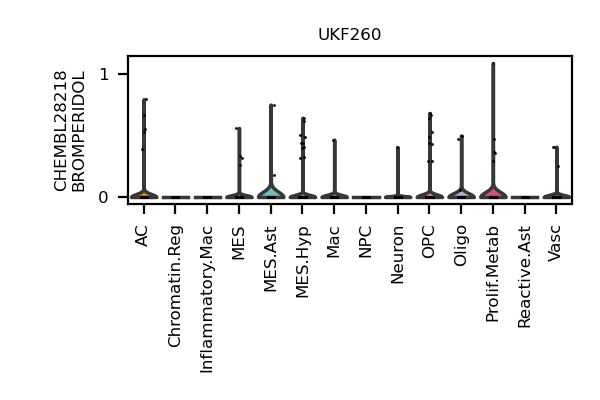 UKF260
CHEMBL28218
BROMPERIDOL
1
0
AC
Chromatin.Reg
Inflammatory.Mac
MES
MES.Ast
MES.Hyp
Mac
NPC
Neuron
OPC
Oligo
Prolif.Metab
Reactive.Ast
Vasc